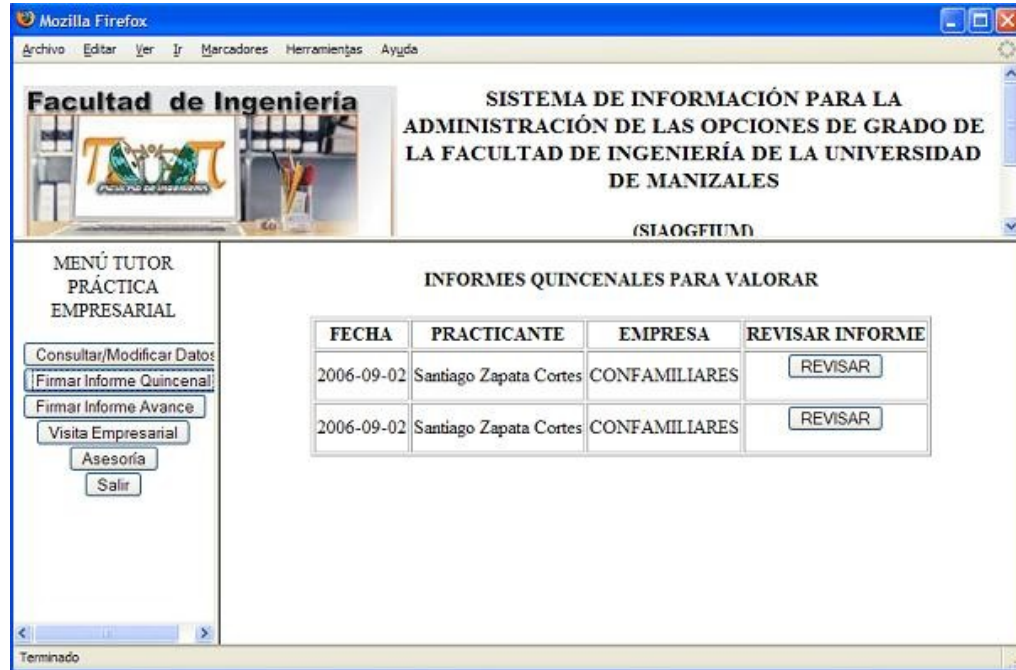 Mozilla Firefox
Archivo Editar Ver Ir Marcadores Herramientas Ayuda
Facultad de Ingeniería
FACULTAD DE INGENIERIA
SISTEMA DE INFORMACIÓN PARA LA
ADMINISTRACIÓN DE LAS OPCIONES DE GRADO DE
LA FACULTAD DE INGENIERÍA DE LA UNIVERSIDAD
DE MANIZALES
(SIAOGFIUM)
MENÚ TUTOR
PRÁCTICA
EMPRESARIAL
Consultar/Modificar Datos
Firmar Informe Quincenal
Firmar Informe Avance
Visita Empresarial
Asesoría
Salir
INFORMES QUINCENALES PARA VALORAR
FECHA PRACTICANTE EMPRESA REVISAR INFORME
2006-09-02 Santiago Zapata Cortes CONFAMILIARES REVISAR
2006-09-02 Santiago Zapata Cortes CONFAMILIARES REVISAR
Terminado